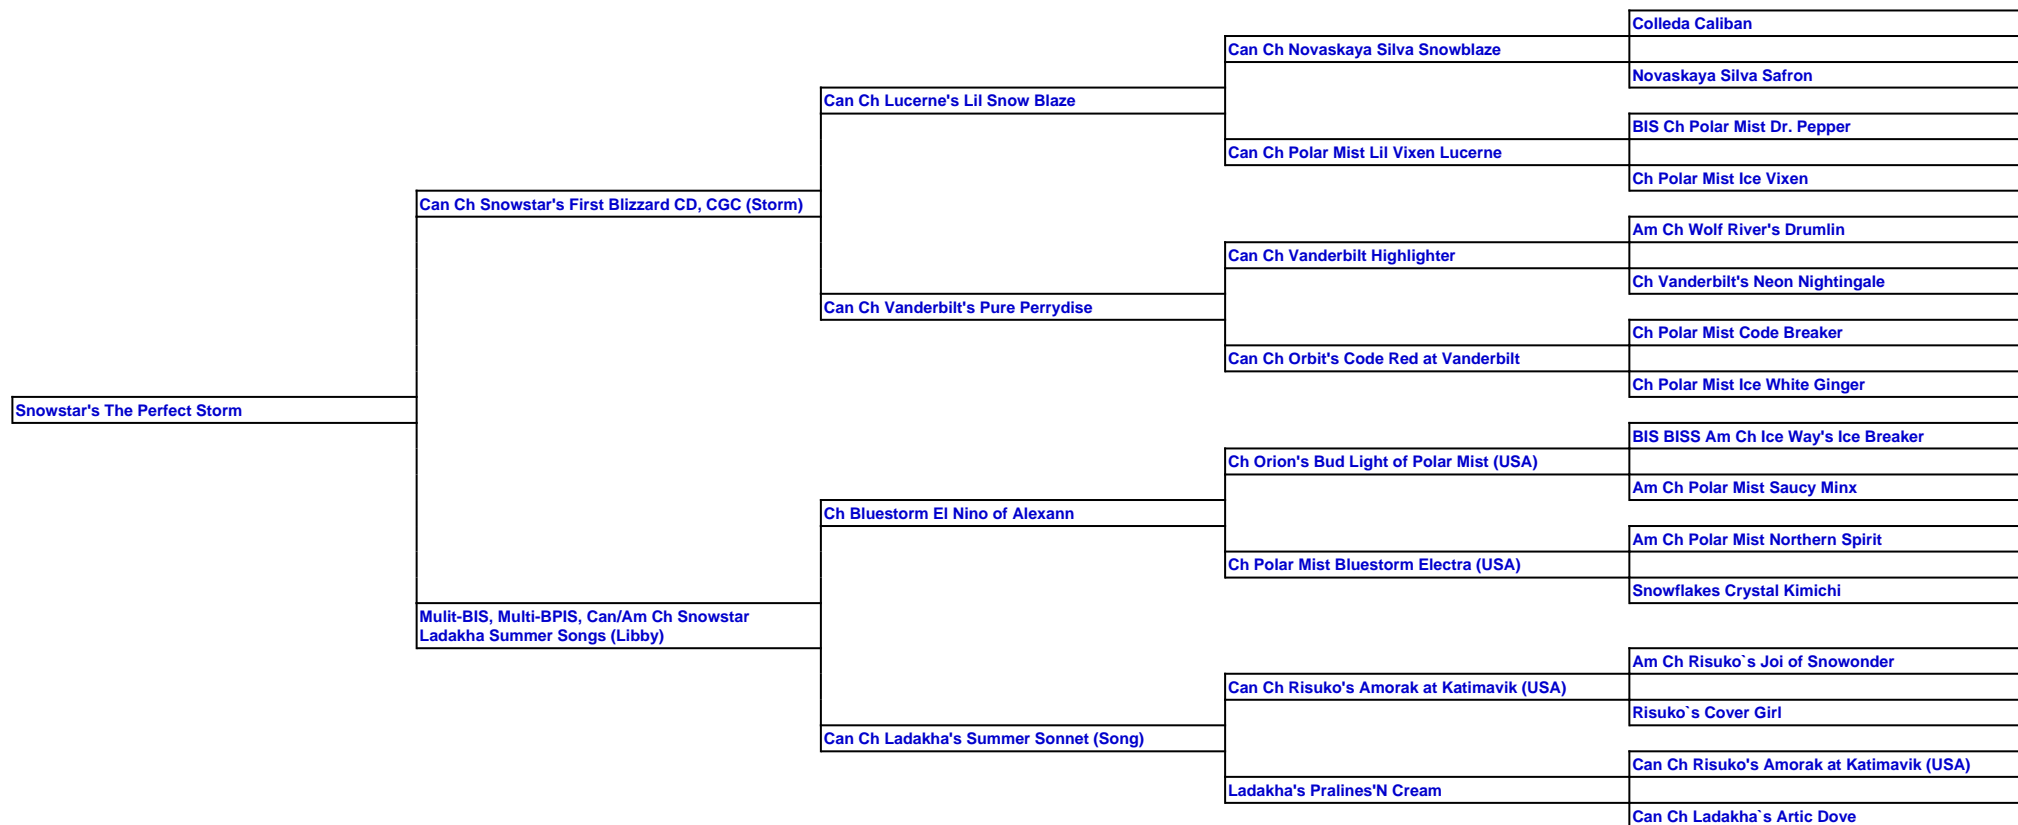 Colleda Caliban
Can Ch Novaskaya Silva Snowblaze
Novaskaya Silva Safron
Can Ch Lucerne's Lil Snow Blaze
BIS Ch Polar Mist Dr. Pepper
Can Ch Polar Mist Lil Vixen Lucerne
Ch Polar Mist Ice Vixen
Can Ch Snowstar's First Blizzard CD, CGC (Storm)
Am Ch Wolf River's Drumlin
Can Ch Vanderbilt Highlighter
Ch Vanderbilt's Neon Nightingale
Can Ch Vanderbilt's Pure Perrydise
Ch Polar Mist Code Breaker
Can Ch Orbit's Code Red at Vanderbilt
Ch Polar Mist Ice White Ginger
Snowstar's The Perfect Storm
BIS BISS Am Ch Ice Way's Ice Breaker
Ch Orion's Bud Light of Polar Mist (USA)
Am Ch Polar Mist Saucy Minx
Ch Bluestorm El Nino of Alexann
Am Ch Polar Mist Northern Spirit
Ch Polar Mist Bluestorm Electra (USA)
Snowflakes Crystal Kimichi
Mulit-BIS, Multi-BPIS, Can/Am Ch Snowstar
Ladakha Summer Songs (Libby)
Am Ch Risuko`s Joi of Snowonder
Can Ch Risuko's Amorak at Katimavik (USA)
Risuko`s Cover Girl
Can Ch Ladakha's Summer Sonnet (Song)
Can Ch Risuko's Amorak at Katimavik (USA)
Ladakha's Pralines'N Cream
Can Ch Ladakha`s Artic Dove